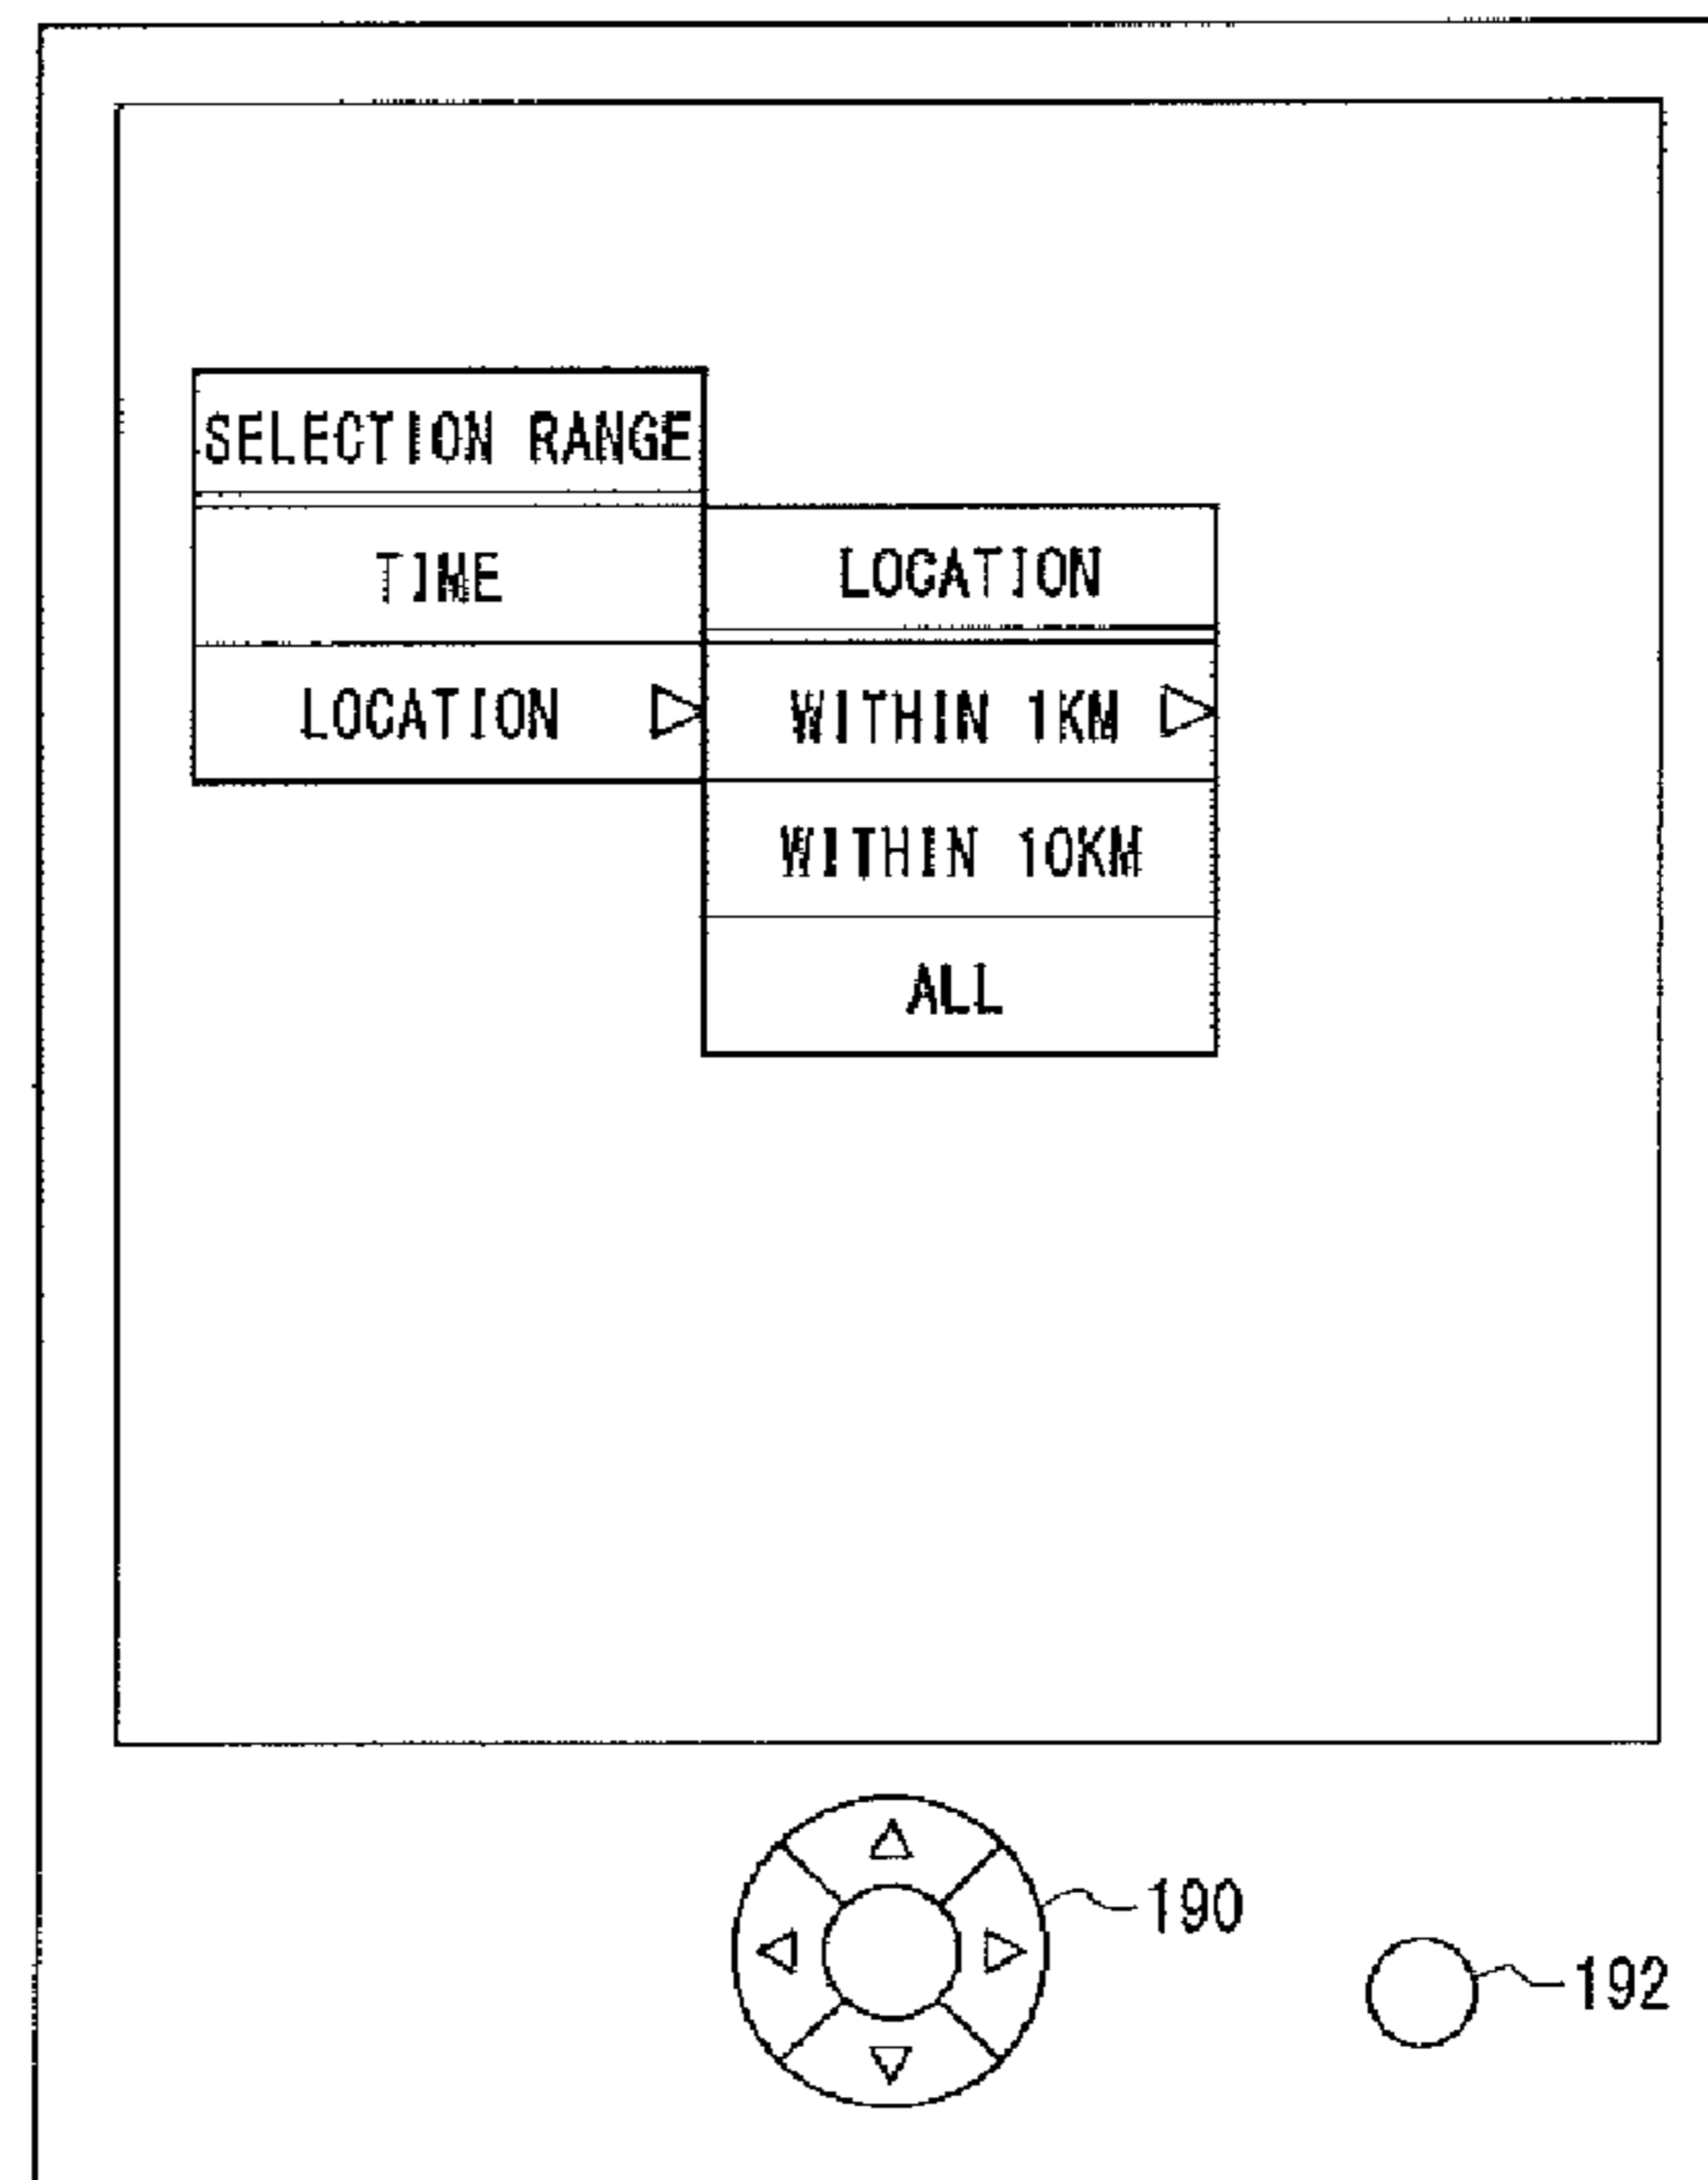 SELECTION RANGE
TIME
LOCATION
LOCATION
WITHIN 1KM
WITHIN 10KM
ALL
190
192